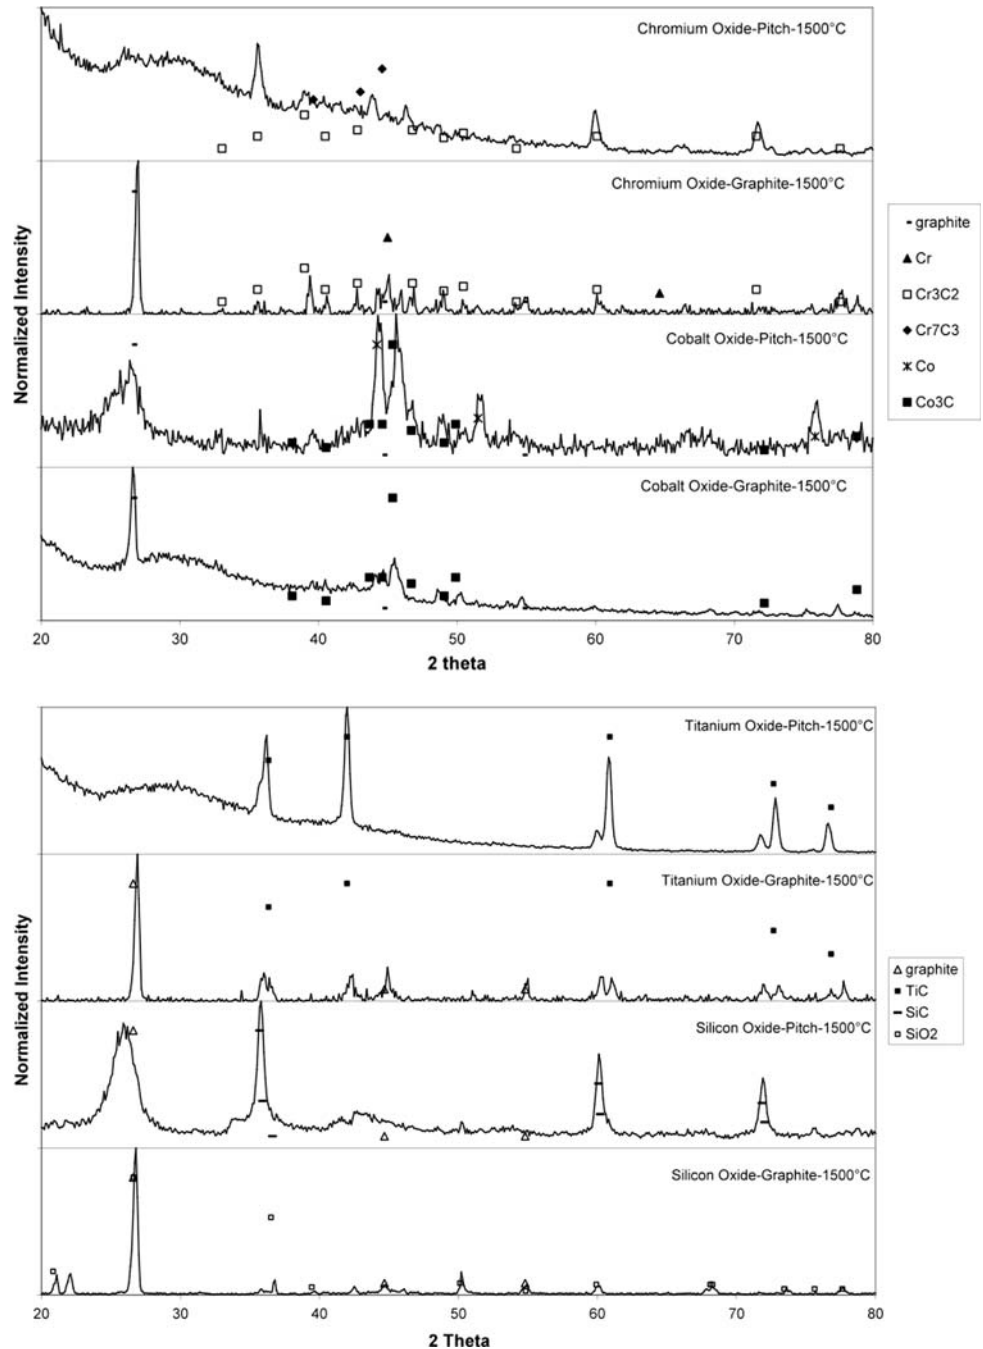 Chromium Oxide-Pitch-1500°C
Chromium Oxide-Graphite-1500°C
Cobalt Oxide-Pitch-1500°C
Cobalt Oxide-Graphite-1500°C
Normalized Intensity
graphite
Cr
Cr3C2
Cr7C3
Co
Co3C
20 30 40 50 60 70 80
2 theta
Titanium Oxide-Pitch-1500°C
Titanium Oxide-Graphite-1500°C
Silicon Oxide-Pitch-1500°C
Silicon Oxide-Graphite-1500°C
Normalized Intensity
graphite
TiC
SiC
SiO2
20 30 40 50 60 70 80
2 Theta